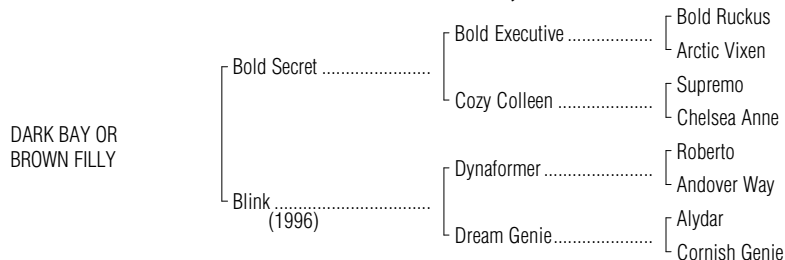 Bold Ruckus
Bold Executive ....................
Arctic Vixen
Bold Secret .......................
Supremo
Cozy Colleen ......................
Chelsea Anne
DARK BAY OR
BROWN FILLY
Roberto
Dynaformer .......................
Andover Way
Blink .................................
(1996)
Alydar
Dream Genie.....................
Cornish Genie